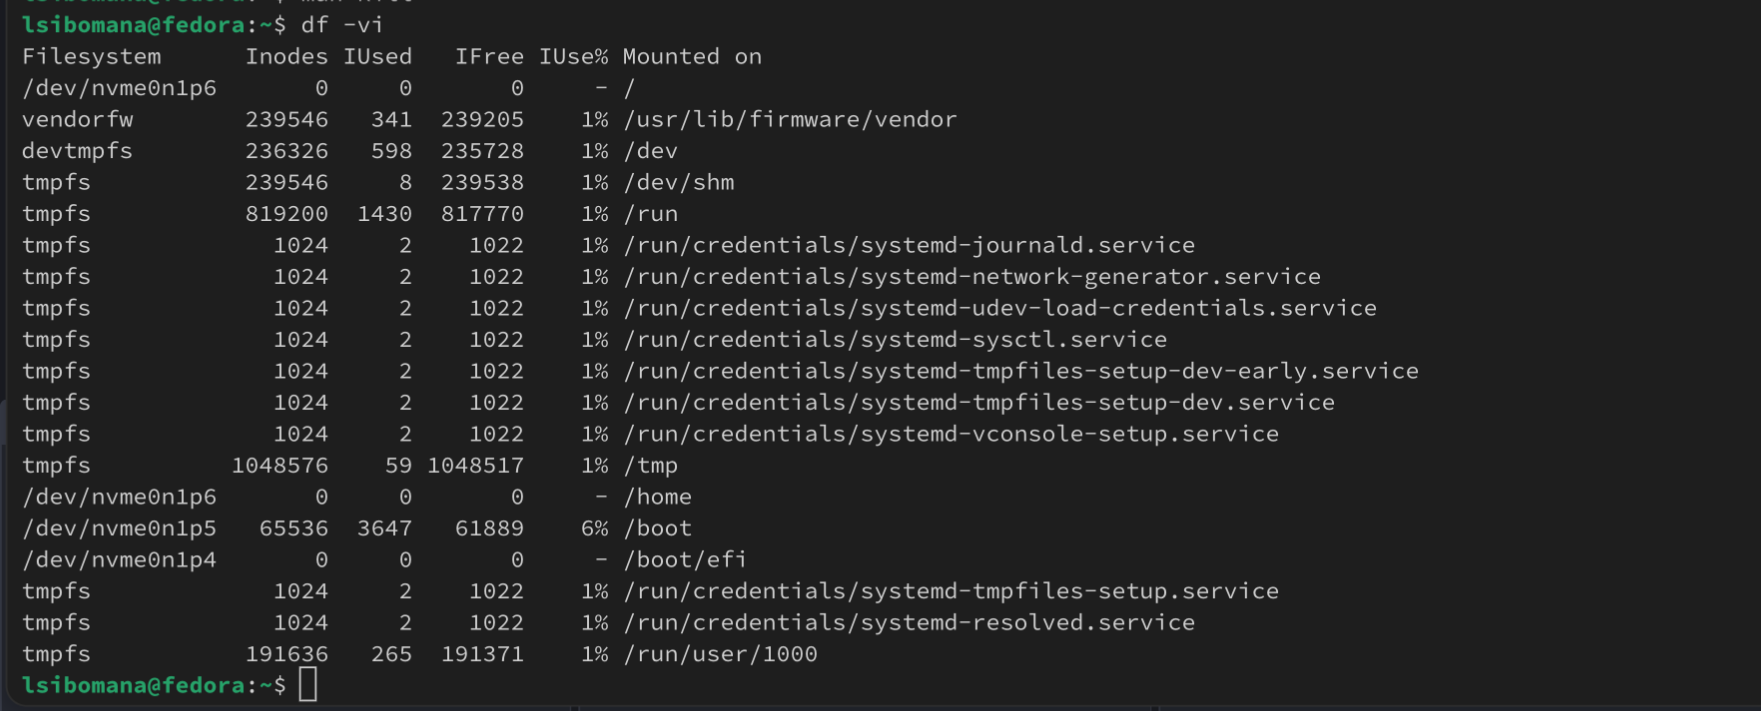 lsibomana@fedora:~$ df -vi
Filesystem      Inodes IUsed   IFree IUse% Mounted on
/dev/nvme0n1p6       0     0       0     - /
vendorfw        239546   341  239205    1% /usr/lib/firmware/vendor
devtmpfs        236326   598  235728    1% /dev
tmpfs           239546     8  239538    1% /dev/shm
tmpfs           819200  1430  817770    1% /run
tmpfs             1024     2    1022    1% /run/credentials/systemd-journald.service
tmpfs             1024     2    1022    1% /run/credentials/systemd-network-generator.service
tmpfs             1024     2    1022    1% /run/credentials/systemd-udev-load-credentials.service
tmpfs             1024     2    1022    1% /run/credentials/systemd-sysctl.service
tmpfs             1024     2    1022    1% /run/credentials/systemd-tmpfiles-setup-dev-early.service
tmpfs             1024     2    1022    1% /run/credentials/systemd-tmpfiles-setup-dev.service
tmpfs             1024     2    1022    1% /run/credentials/systemd-vconsole-setup.service
tmpfs          1048576    59 1048517    1% /tmp
/dev/nvme0n1p6       0     0       0     - /home
/dev/nvme0n1p5   65536  3647   61889    6% /boot
/dev/nvme0n1p4       0     0       0     - /boot/efi
tmpfs             1024     2    1022    1% /run/credentials/systemd-tmpfiles-setup.service
tmpfs             1024     2    1022    1% /run/credentials/systemd-resolved.service
tmpfs           191636   265  191371    1% /run/user/1000
lsibomana@fedora:~$